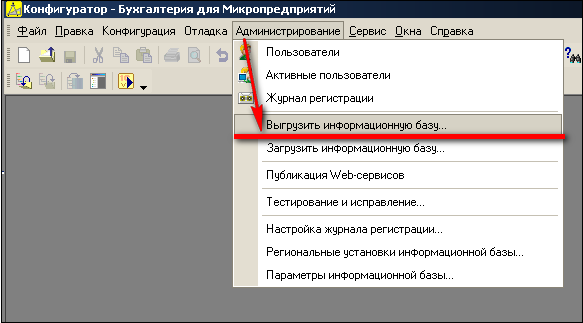 Конфигуратор - Бухгалтерия для Микропредприятий
Файл Правка Конфигурация Отладка Администрирование Сервис Окна Справка
Пользователи
Активные пользователи
Журнал регистрации
Выгрузить информационную базу...
Загрузить информационную базу...
Публикация Web-сервисов
Тестирование и исправление...
Настройка журнала регистрации...
Региональные установки информационной базы...
Параметры информационной базы...